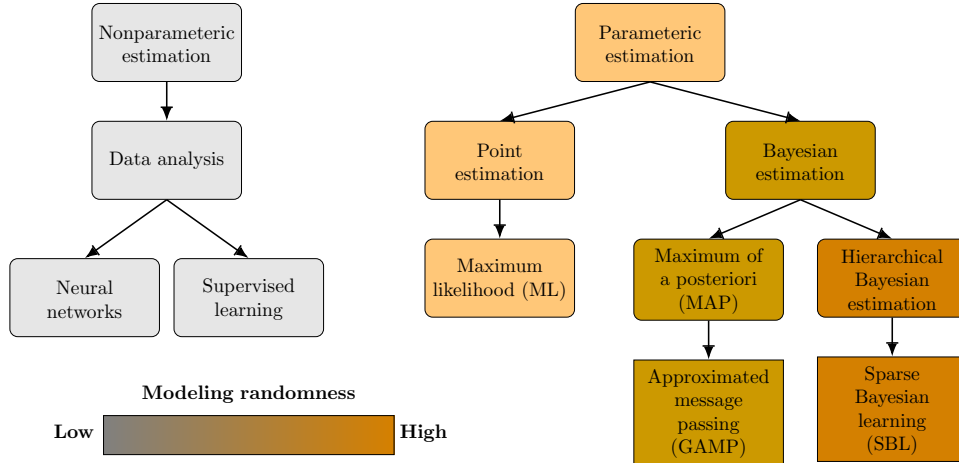 Nonparameteric
estimation
Parameteric
estimation
Data analysis
Point
estimation
Bayesian
estimation
Neural
networks
Supervised
learning
Maximum
likelihood (ML)
Maximum of
a posteriori
(MAP)
Hierarchical
Bayesian
estimation
Approximated
message
passing
(GAMP)
Sparse
Bayesian
learning
(SBL)
Modeling randomness
Low
High